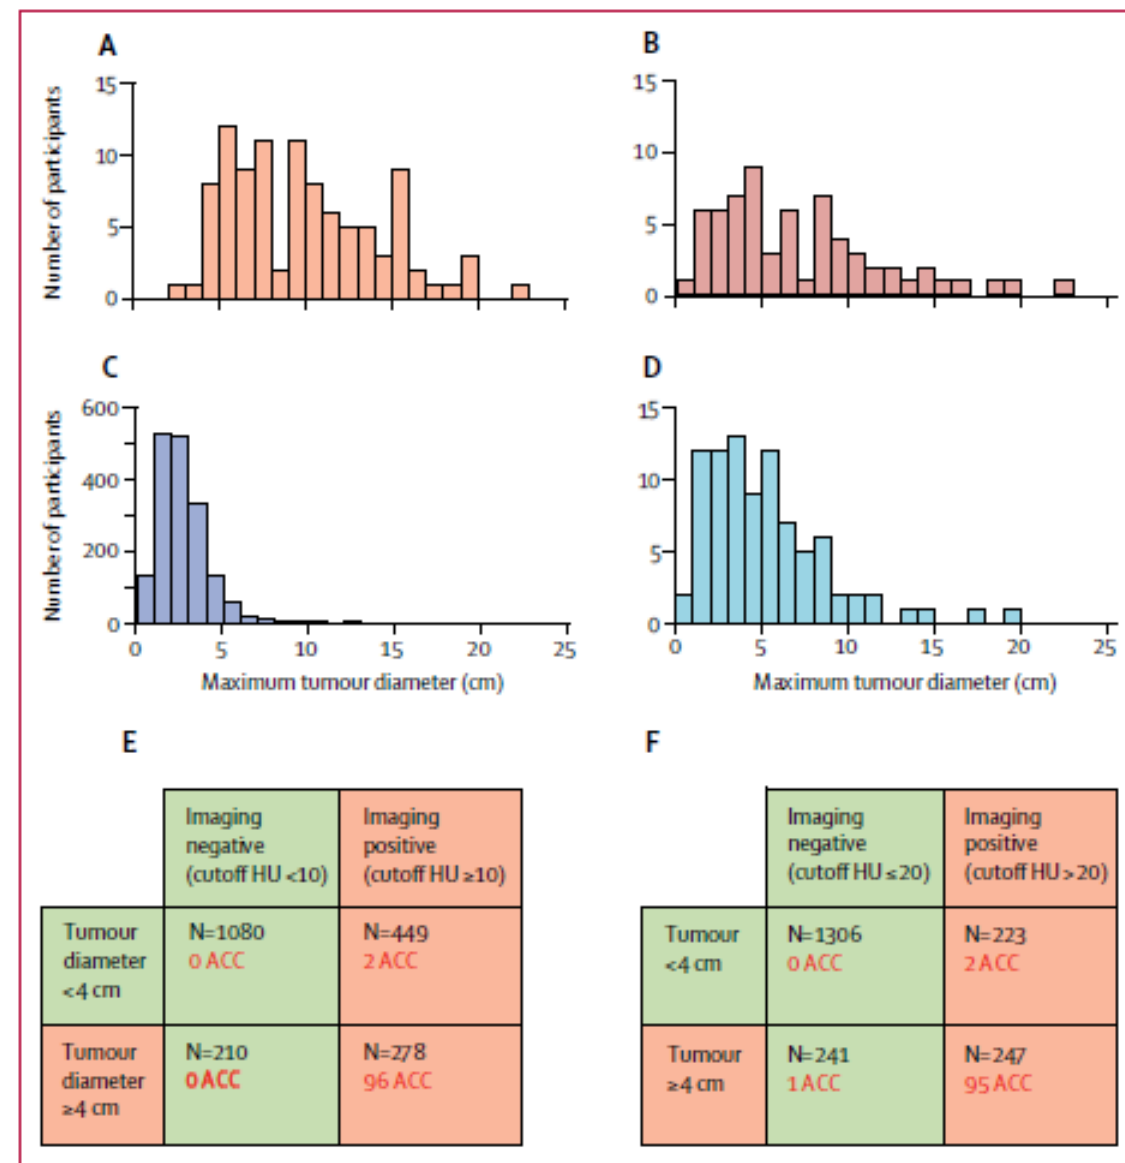 A
B
Number of participants
15
10
5
0
15
10
5
0
C
D
Number of participants
600
400
200
0
0
5
10
15
20
25
Maximum tumour diameter (cm)
15
10
5
0
0
5
10
15
20
25
Maximum tumour diameter (cm)
E
Imaging
negative
(cutoff HU <10)
Imaging
positive
(cutoff HU ≥10)
Tumour
diameter
<4 cm
N=1080
0 ACC
N=449
2 ACC
Tumour
diameter
≥4 cm
N=210
0 ACC
N=278
96 ACC
F
Imaging
negative
(cutoff HU ≤20)
Imaging
positive
(cutoff HU >20)
Tumour
<4 cm
N=1306
0 ACC
N=223
2 ACC
Tumour
≥4 cm
N=241
1 ACC
N=247
95 ACC